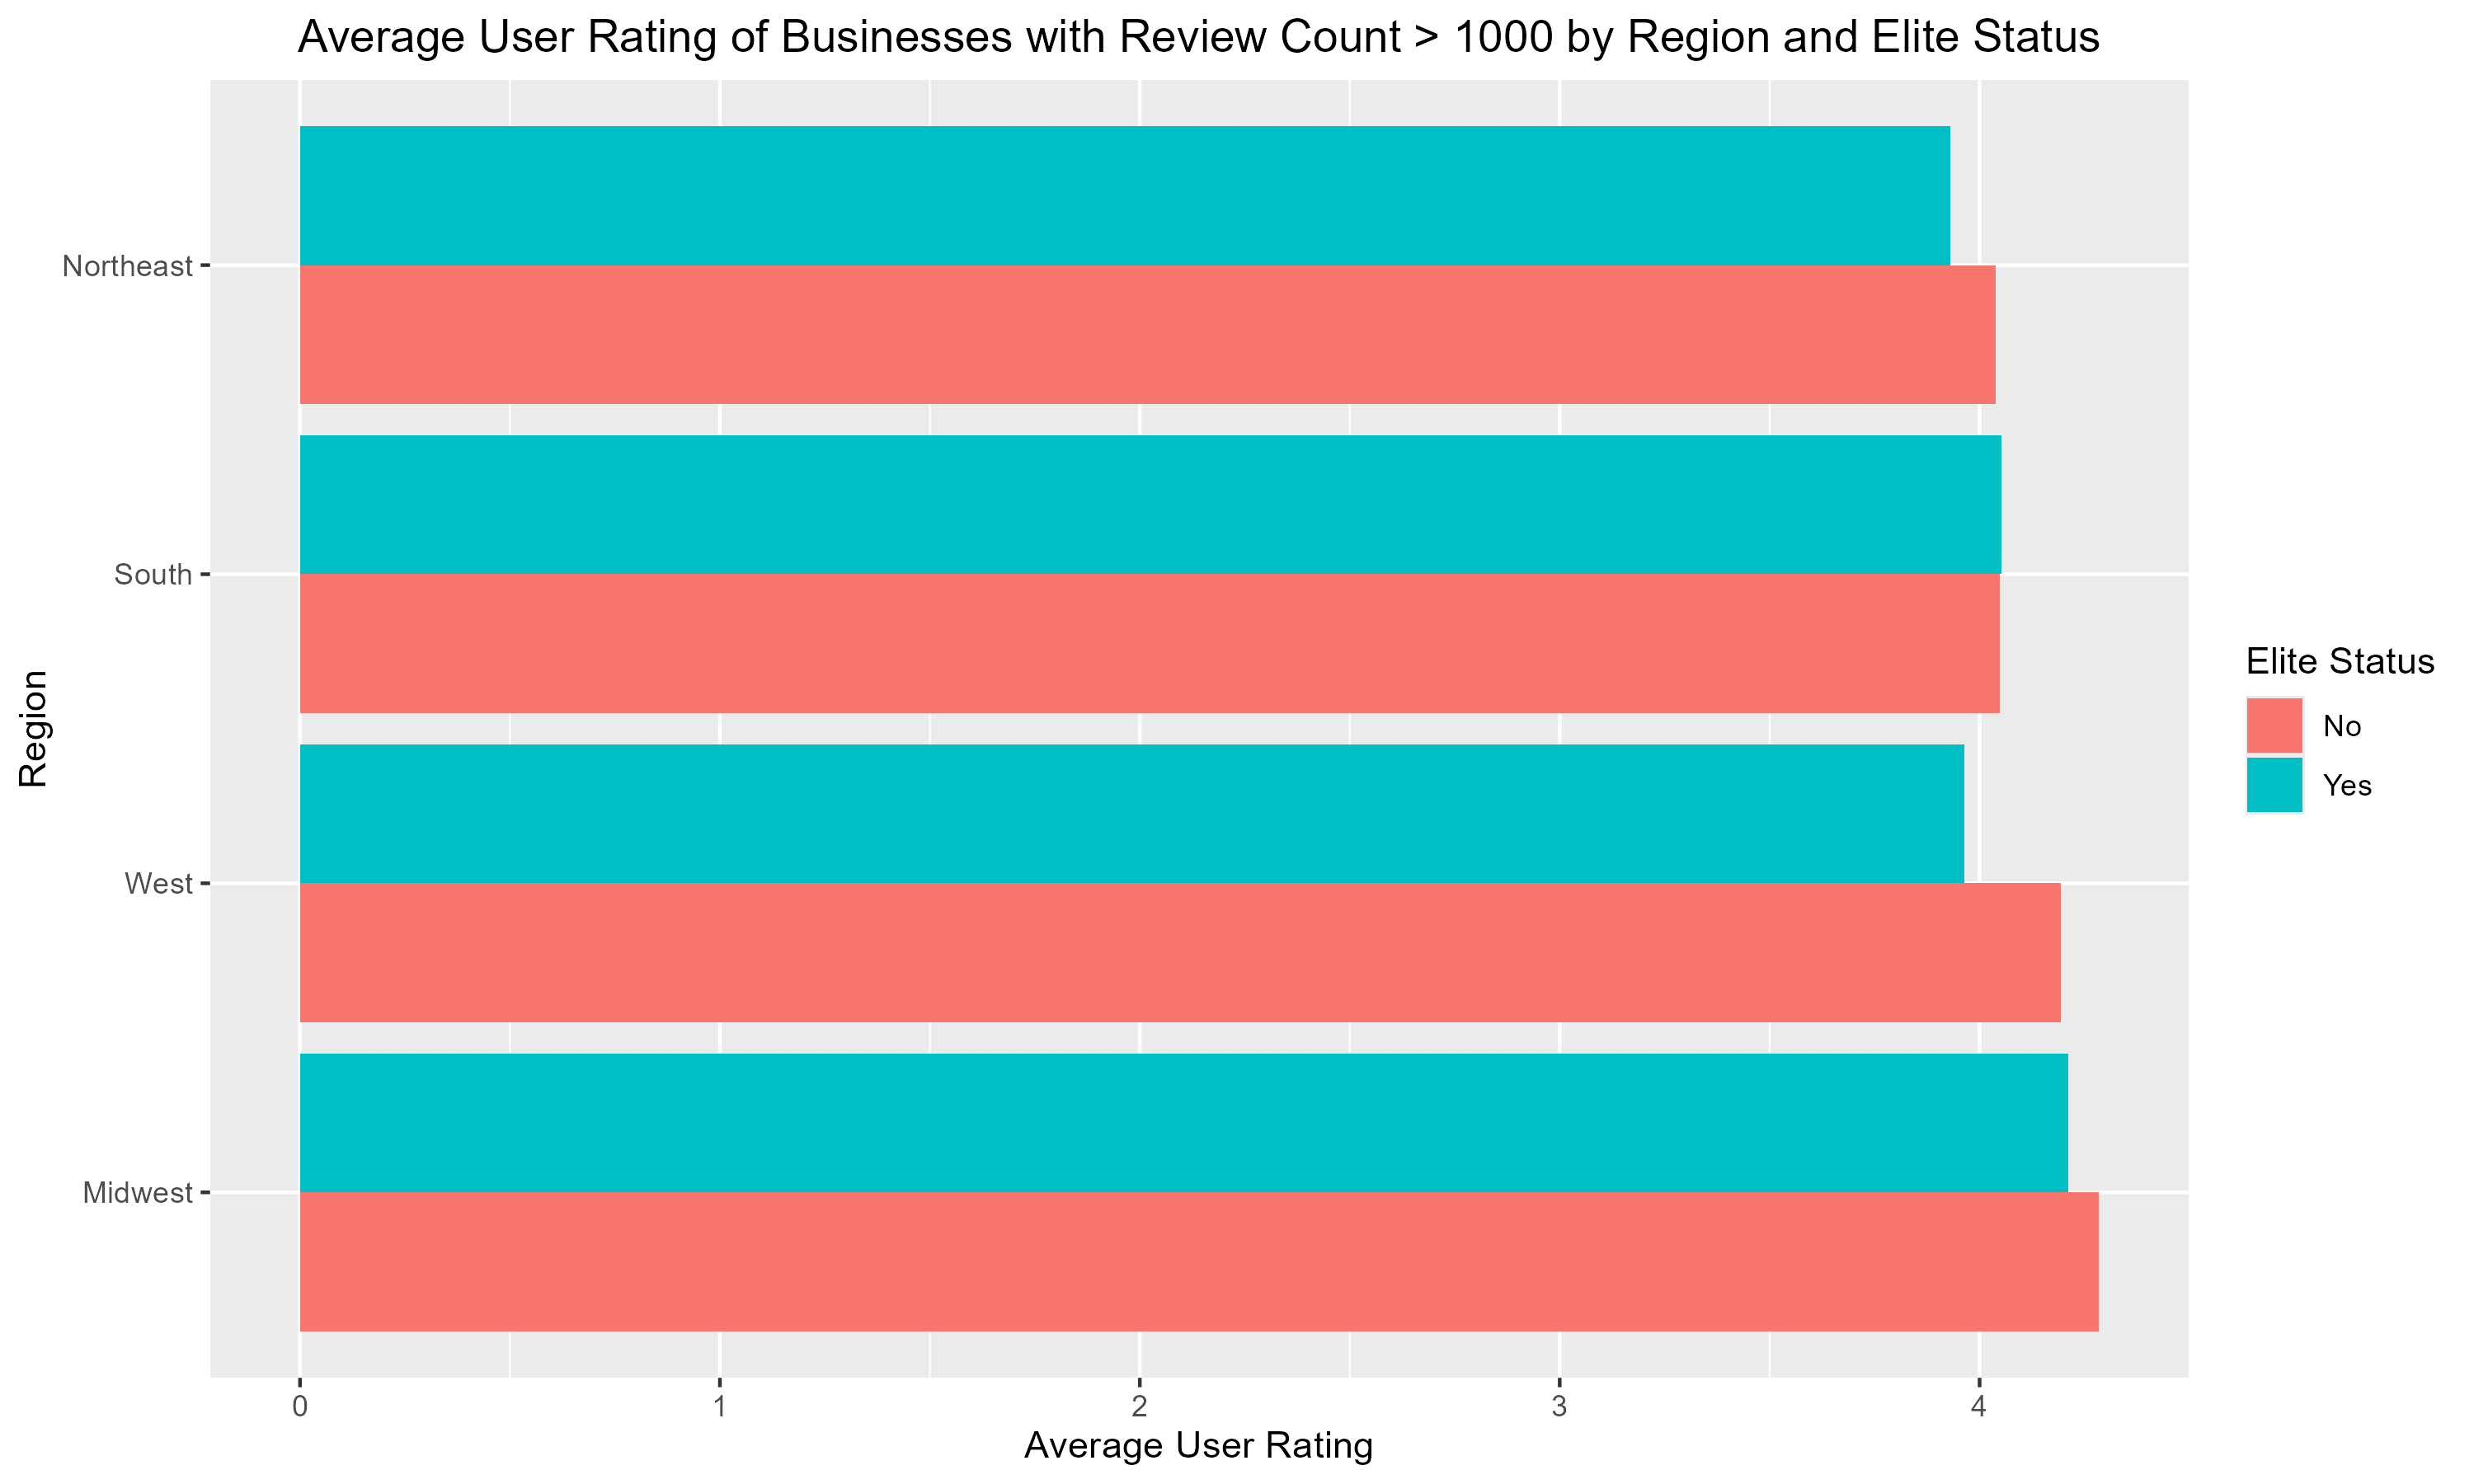 Average User Rating of Businesses with Review Count > 1000 by Region and Elite Status
Region
Northeast
South
West
Midwest
0 1 2 3 4
Average User Rating
Elite Status
No
Yes